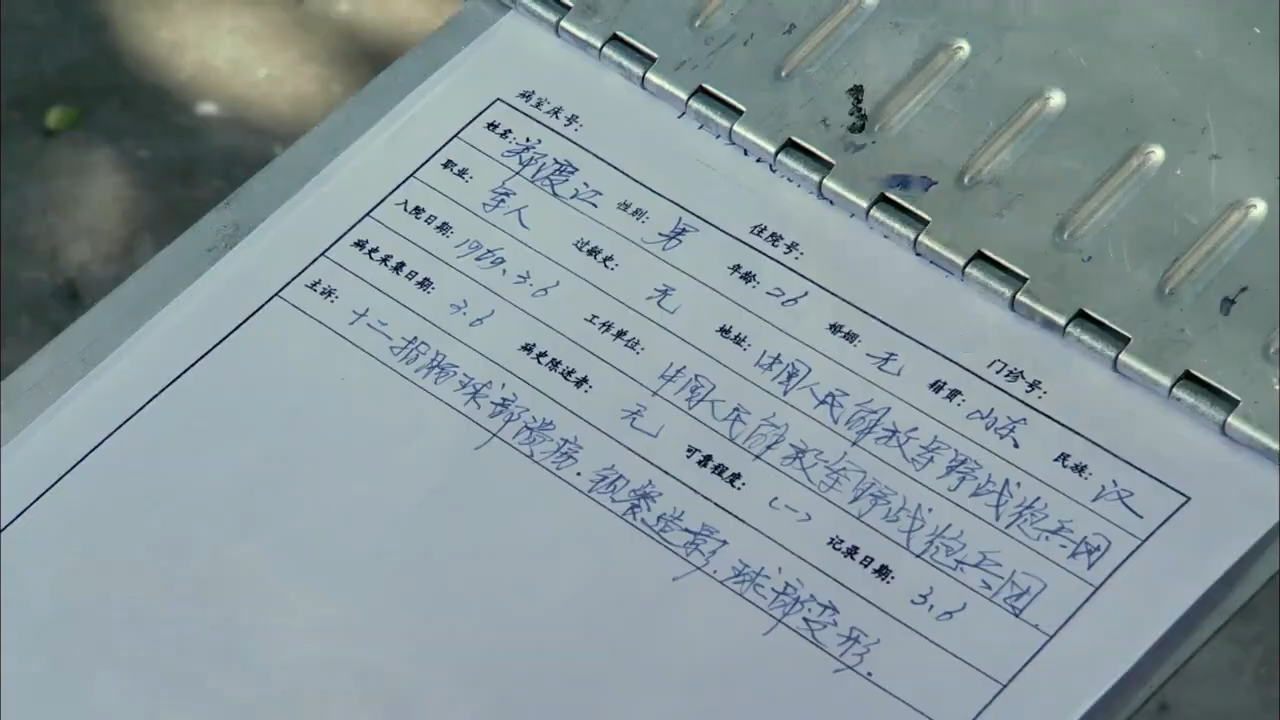 病室床号: 住院号: 门诊号:
姓名: 郑渡江 性别: 男 年龄: 26 婚姻: 无 籍贯: 山东 民族: 汉
职业: 军人 过敏史: 无 地址: 中国人民解放军野战炮兵团
入院日期: 1969、3.6 工作单位: 中国人民解放军野战炮兵团.
病史采集日期: 3.6 病史陈述者: 无 可靠程度: (一) 记录日期: 3.6
主诉: 十二指肠球部溃疡.钡餐造影.球部变形.